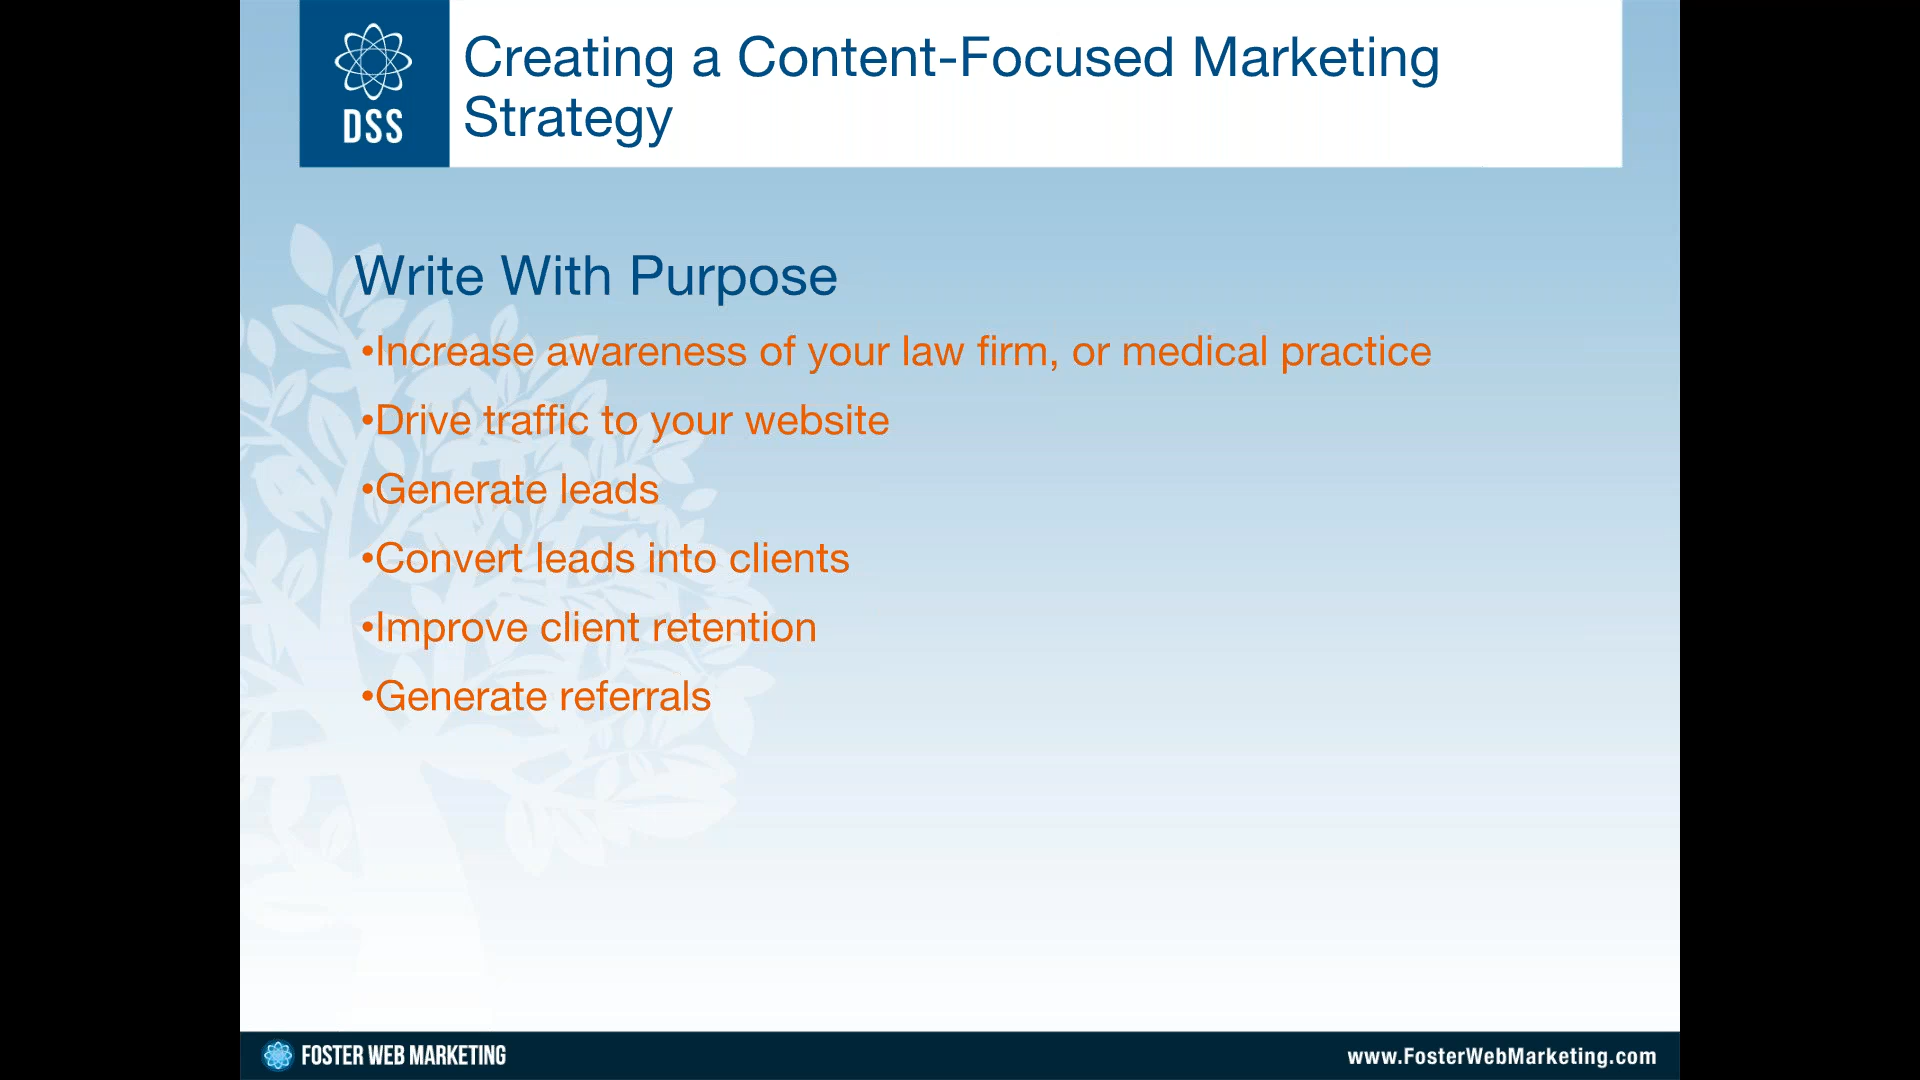 DSS
Creating a Content-Focused Marketing
Strategy
Write With Purpose
•Increase awareness of your law firm, or medical practice
•Drive traffic to your website
•Generate leads
•Convert leads into clients
•Improve client retention
•Generate referrals
FOSTER WEB MARKETING
www.FosterWebMarketing.com